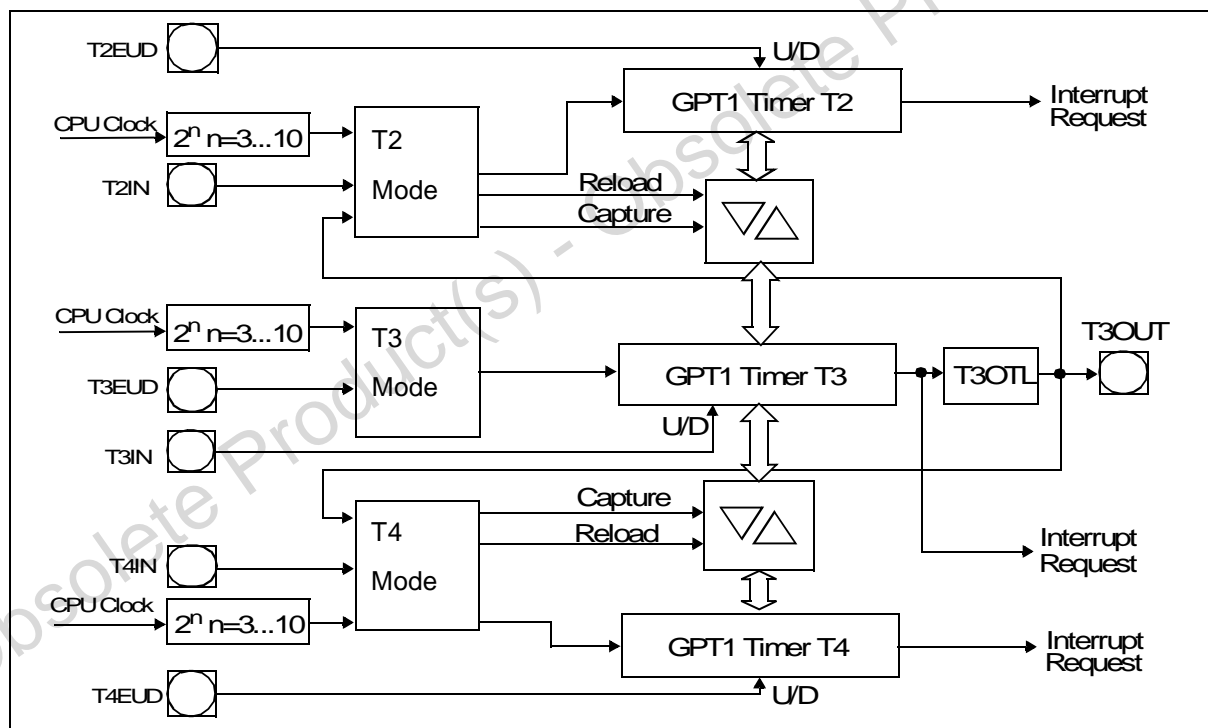 T2EUD
U/D
GPT1 Timer T2
Interrupt
Request
CPU Clock
2ⁿ n=3...10
T2
Mode
T2IN
Reload
Capture
CPU Clock
2ⁿ n=3...10
T3
Mode
T3EUD
GPT1 Timer T3
T3OTL
T3OUT
U/D
T3IN
Capture
Reload
T4
Mode
T4IN
Interrupt
Request
CPU Clock
2ⁿ n=3...10
GPT1 Timer T4
Interrupt
Request
T4EUD
U/D
Obsolete Product(s) - Obsolete Pr